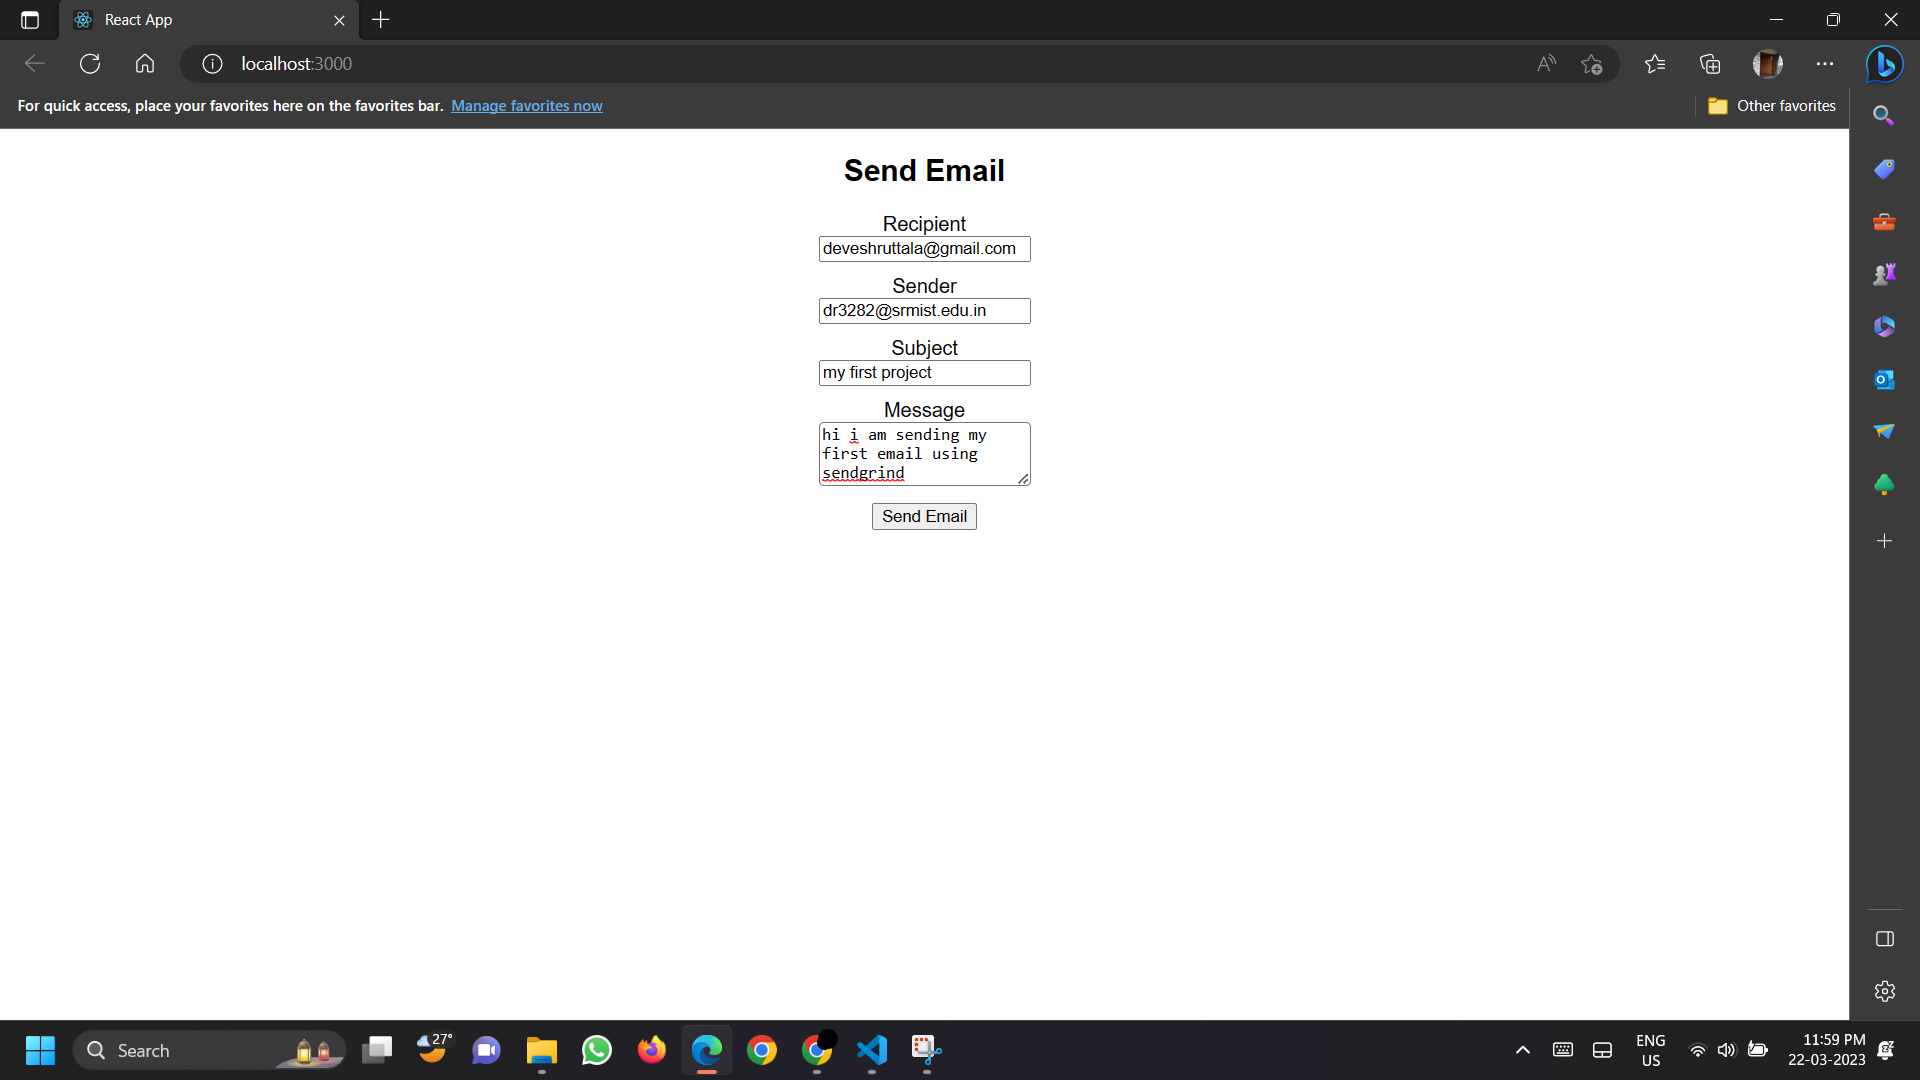 React App
localhost:3000
For quick access, place your favorites here on the favorites bar. Manage favorites now
Other favorites
Send Email
Recipient
deveshruttala@gmail.com
Sender
dr3282@srmist.edu.in
Subject
my first project
Message
hi i am sending my
first email using
sendgrind
Send Email
Search
27°
ENG
US
11:59 PM
22-03-2023